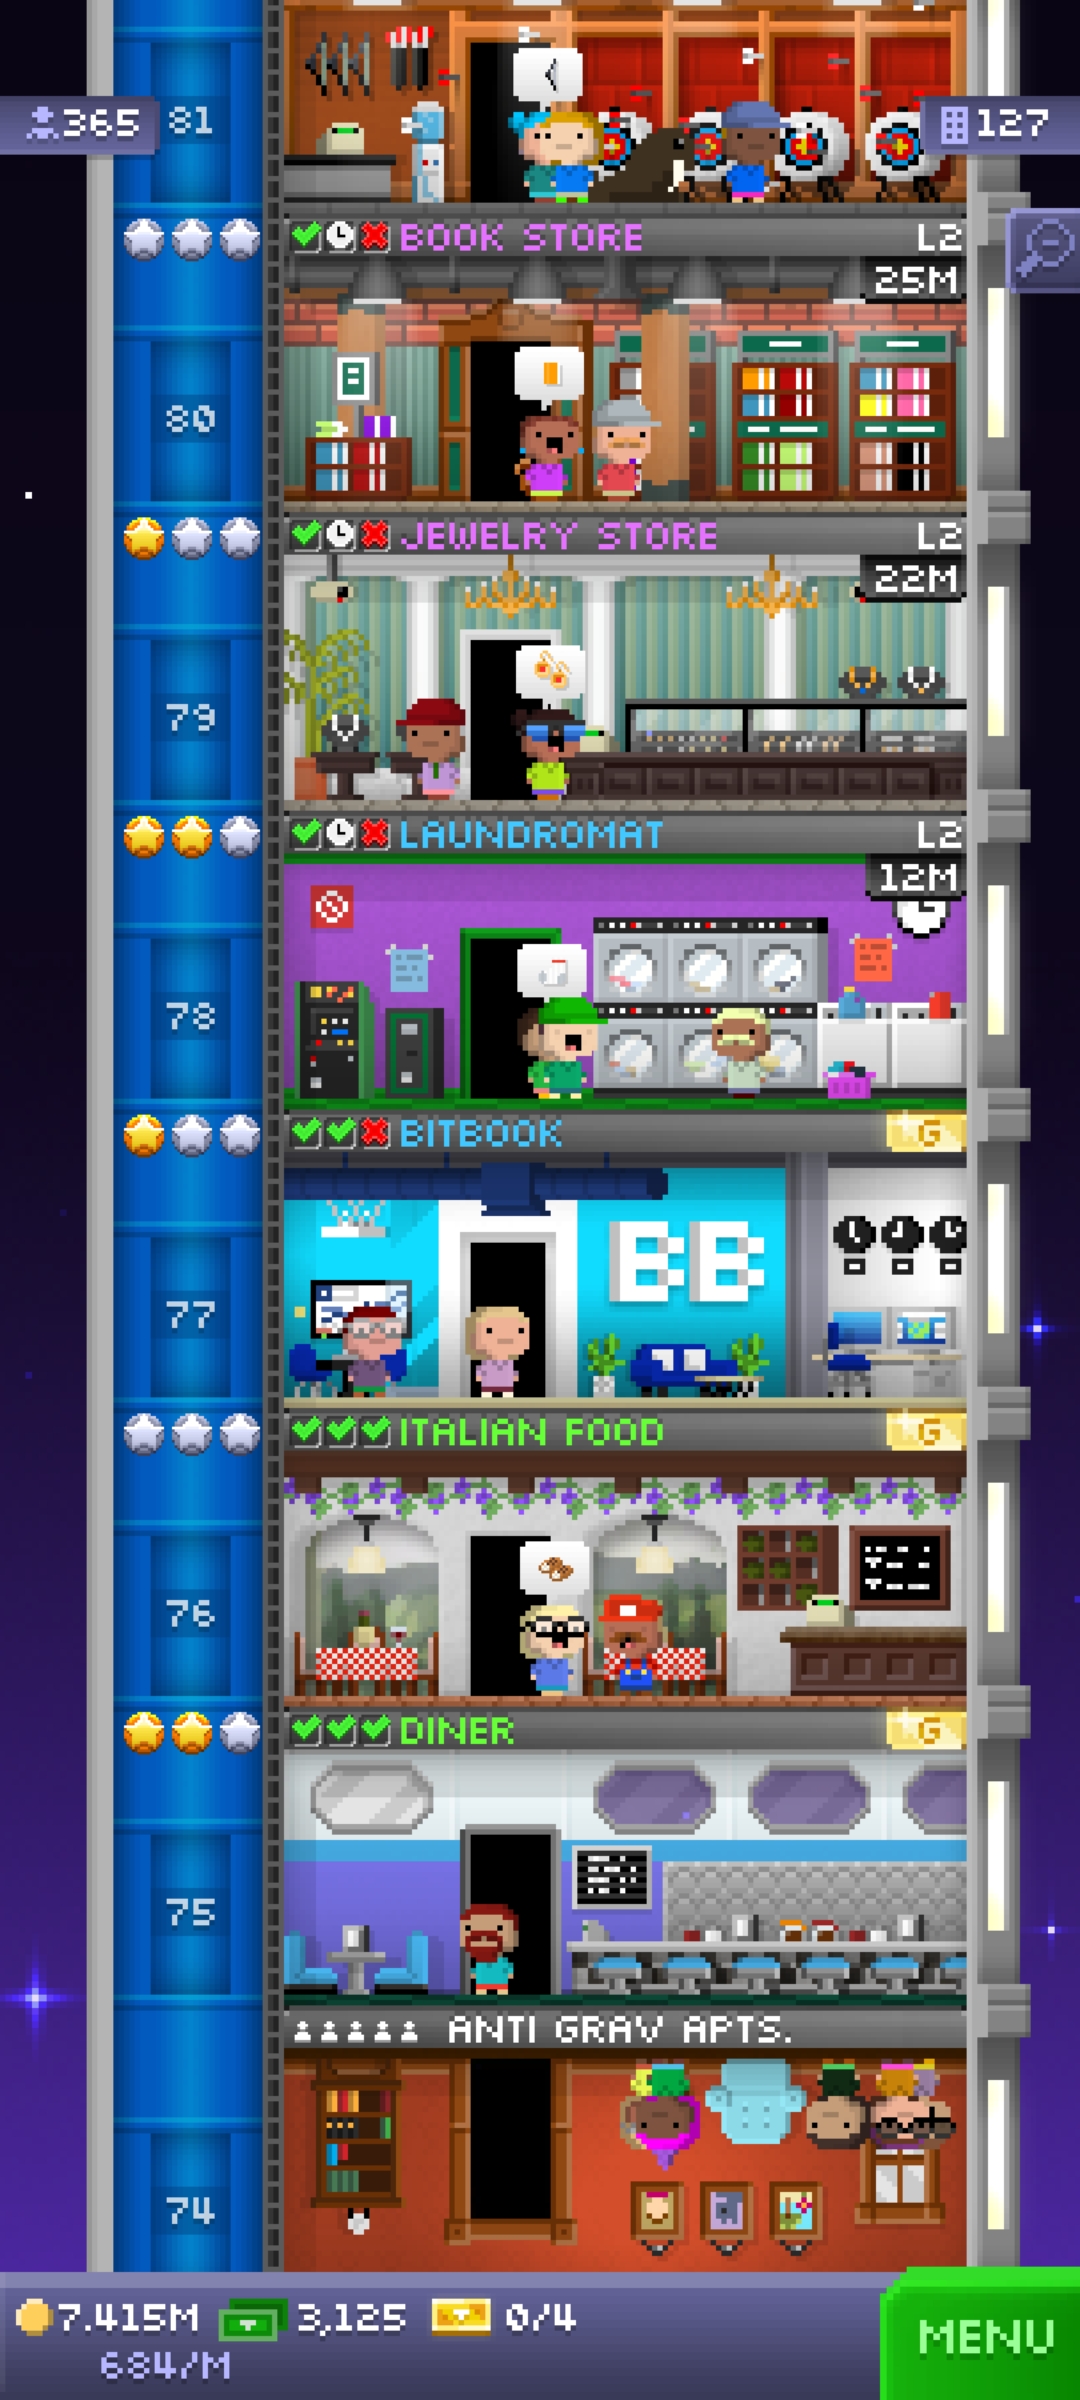 365
81
127
BOOK STORE L2
25M
80
JEWELRY STORE L2
22M
79
LAUNDROMAT L2
12M
78
BITBOOK G
BB
77
ITALIAN FOOD G
76
DINER G
75
ANTI GRAV APTS.
74
7.415M 3,125 0/4
684/M
MENU